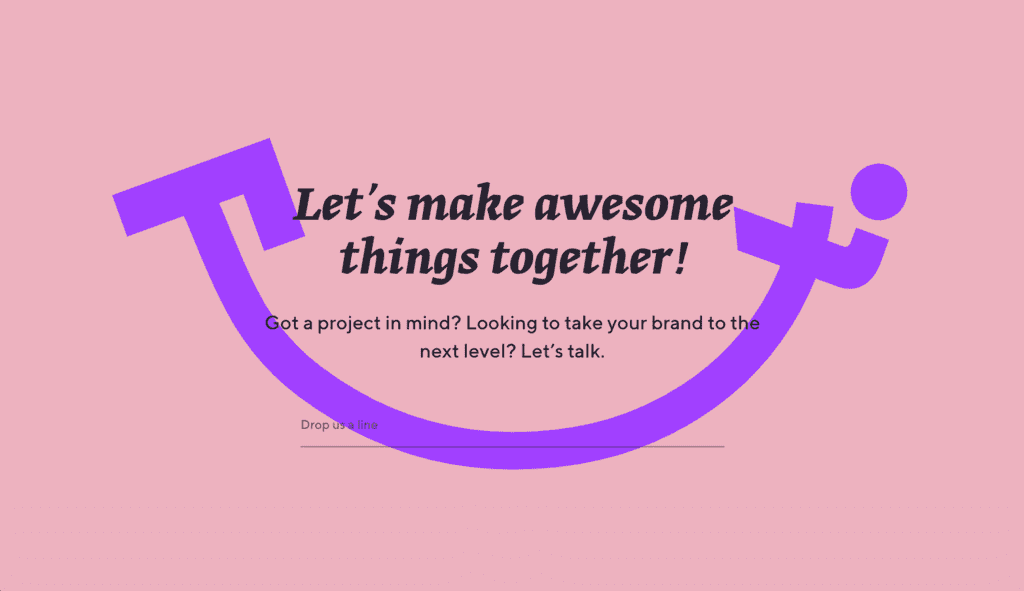 Let's make awesome
things together!
Got a project in mind? Looking to take your brand to the
next level? Let’s talk.
Drop us a line